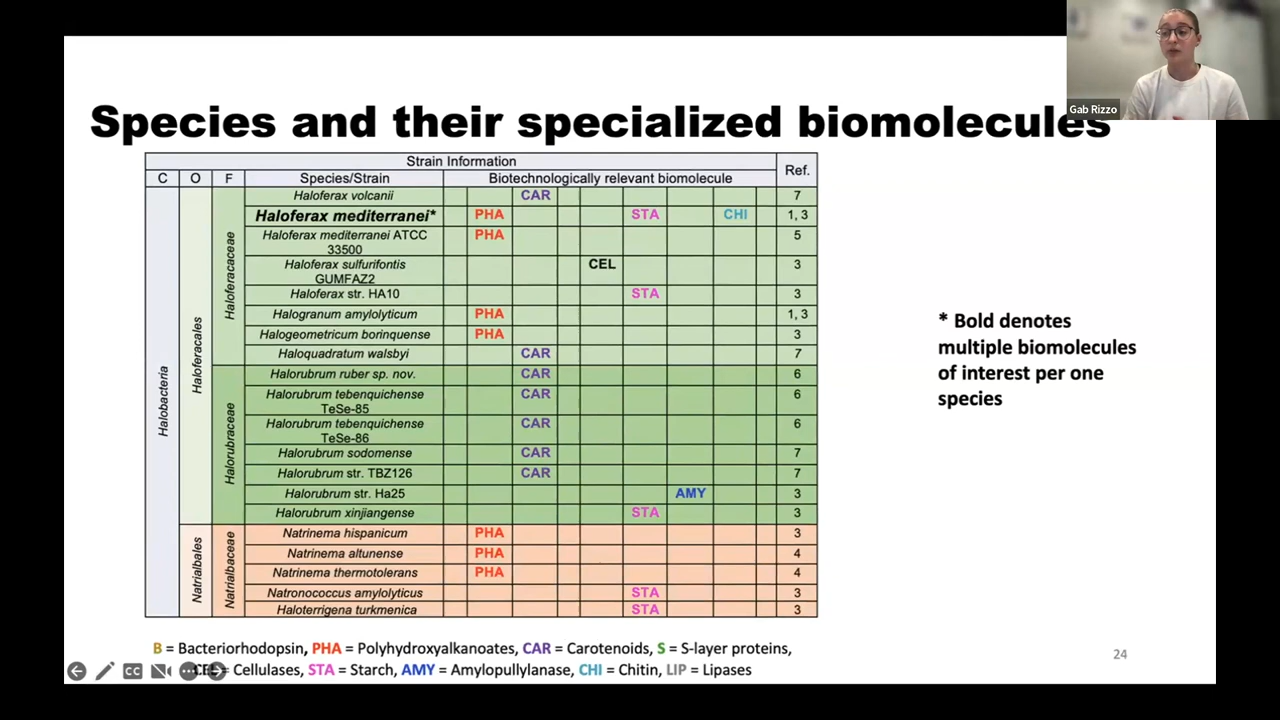 Gab Rizzo
Species and their specialized biomolecules
Strain Information
Ref.
C O F Species/Strain Biotechnologically relevant biomolecule
Halobacteria
Haloferacales
Haloferacaceae
Haloferax volcanii CAR 7
Haloferax mediterranei* PHA STA CHI 1, 3
Haloferax mediterranei ATCC
33500 PHA 5
Haloferax sulfurifontis
GUMFAZ2 CEL 3
Haloferax str. HA10 STA 3
Halogranum amylolyticum PHA 1, 3
Halogeometricum borinquense PHA 3
Haloquadratum walsbyi CAR 7
Halorubraceae
Halorubrum ruber sp. nov. CAR 6
Halorubrum tebenquichense
TeSe-85 CAR 6
Halorubrum tebenquichense
TeSe-86 CAR 6
Halorubrum sodomense CAR 7
Halorubrum str. TBZ126 CAR 7
Halorubrum str. Ha25 AMY 3
Halorubrum xinjiangense STA 3
Natrialbales
Natrialbaceae
Natrinema hispanicum PHA 3
Natrinema altunense PHA 4
Natrinema thermotolerans PHA 4
Natronococcus amylolyticus STA 3
Haloterrigena turkmenica STA 3
* Bold denotes
multiple biomolecules
of interest per one
species
B = Bacteriorhodopsin, PHA = Polyhydroxyalkanoates, CAR = Carotenoids, S = S-layer proteins,
CEL = Cellulases, STA = Starch, AMY = Amylopullylanase, CHI = Chitin, LIP = Lipases
CC
24